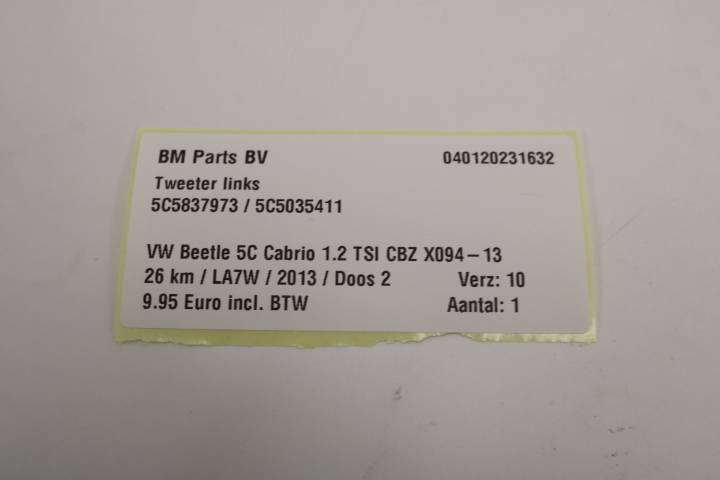 BM Parts BV 040120231632
Tweeter links
5C5837973 / 5C5035411
VW Beetle 5C Cabrio 1.2 TSI CBZ X094-13
26 km / LA7W / 2013 / Doos 2 Verz: 10
9.95 Euro incl. BTW Aantal: 1